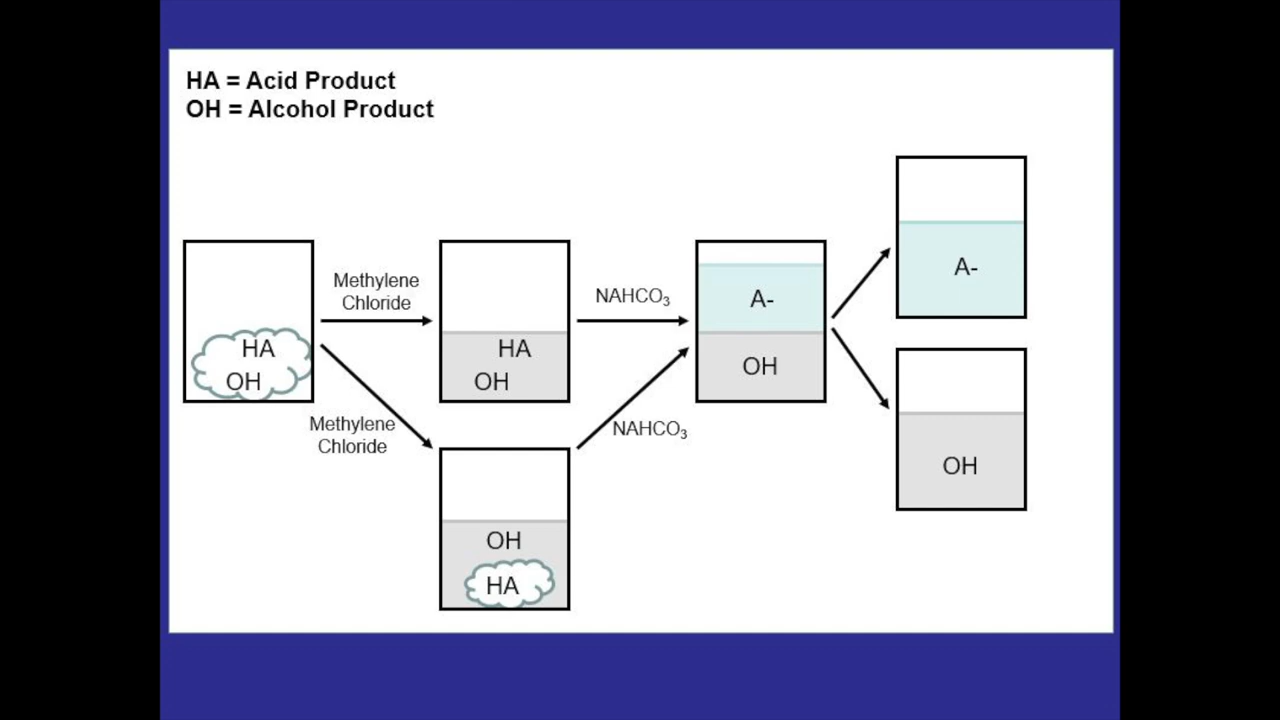 HA = Acid Product
OH = Alcohol Product
HA
OH
Methylene
Chloride
Methylene
Chloride
HA
OH
OH
HA
NAHCO₃
NAHCO₃
A-
OH
A-
OH